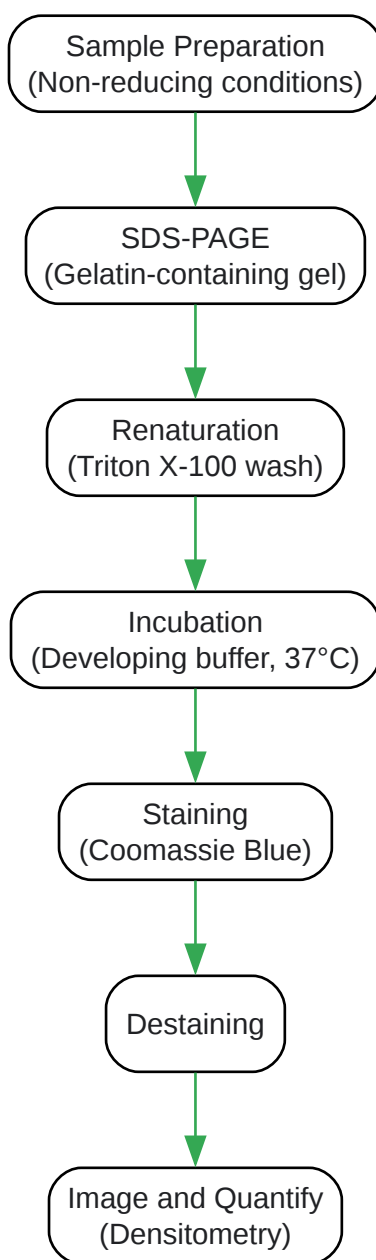 Sample Preparation
(Non-reducing conditions)
SDS-PAGE
(Gelatin-containing gel)
Renaturation
(Triton X-100 wash)
Incubation
(Developing buffer, 37°C)
Staining
(Coomassie Blue)
Destaining
Image and Quantify
(Densitometry)